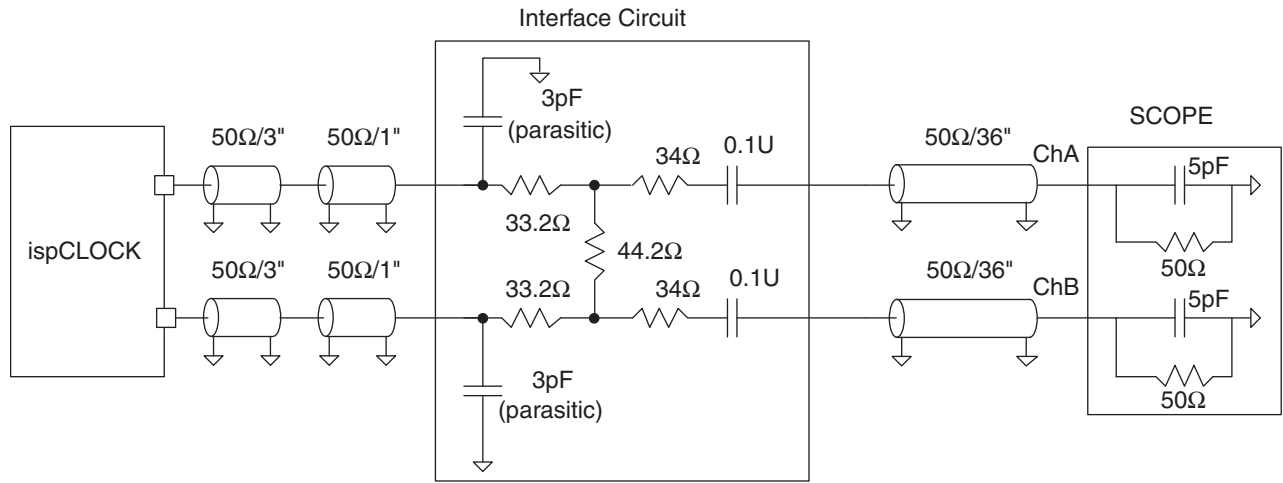 Interface Circuit
3pF
(parasitic)
SCOPE
50Ω/3"
50Ω/1"
0.1U
34Ω
50Ω/36"
ChA
5pF
33.2Ω
50Ω
ispCLOCK
44.2Ω
50Ω/3"
50Ω/1"
33.2Ω
34Ω
0.1U
50Ω/36"
ChB
5pF
3pF
(parasitic)
50Ω